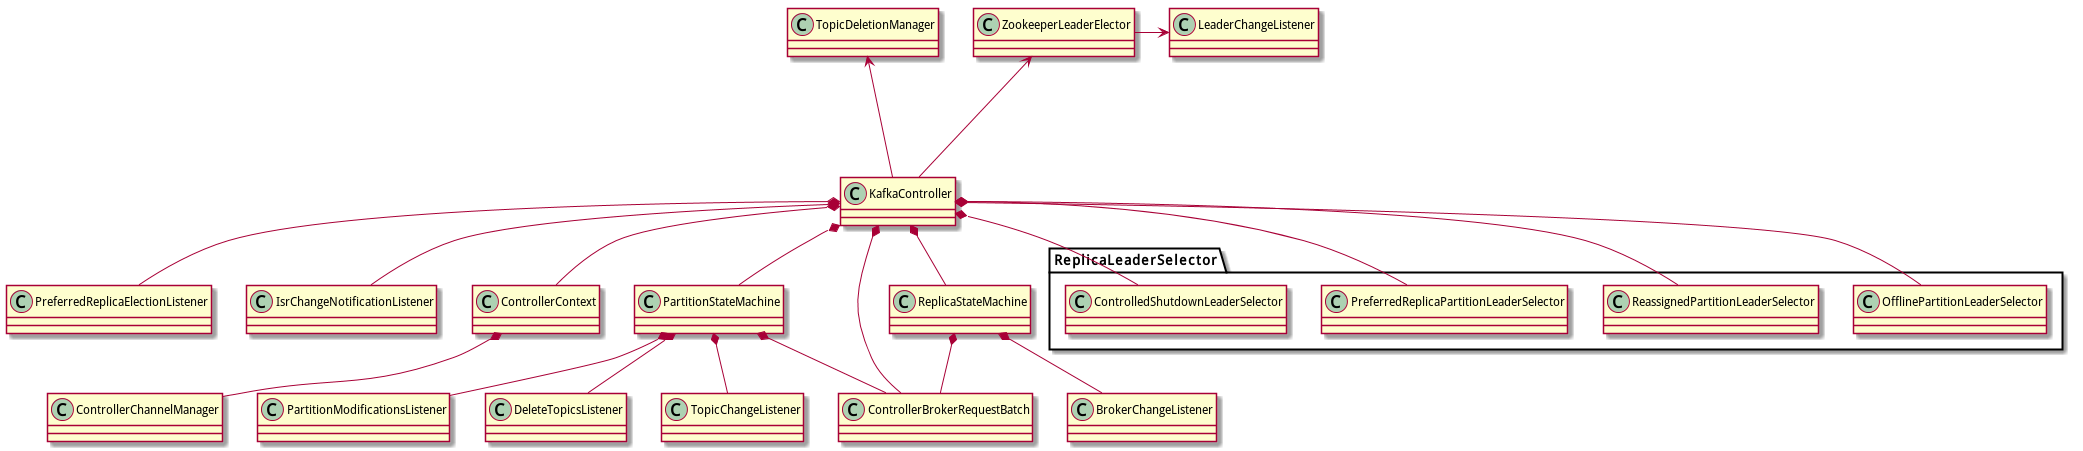 C TopicDeletionManager
C ZookeeperLeaderElector
C LeaderChangeListener
C KafkaController
ReplicaLeaderSelector
C PreferredReplicaElectionListener
C IsrChangeNotificationListener
C ControllerContext
C PartitionStateMachine
C ReplicaStateMachine
C ControlledShutdownLeaderSelector
C PreferredReplicaPartitionLeaderSelector
C ReassignedPartitionLeaderSelector
C OfflinePartitionLeaderSelector
C ControllerChannelManager
C PartitionModificationsListener
C DeleteTopicsListener
C TopicChangeListener
C ControllerBrokerRequestBatch
C BrokerChangeListener